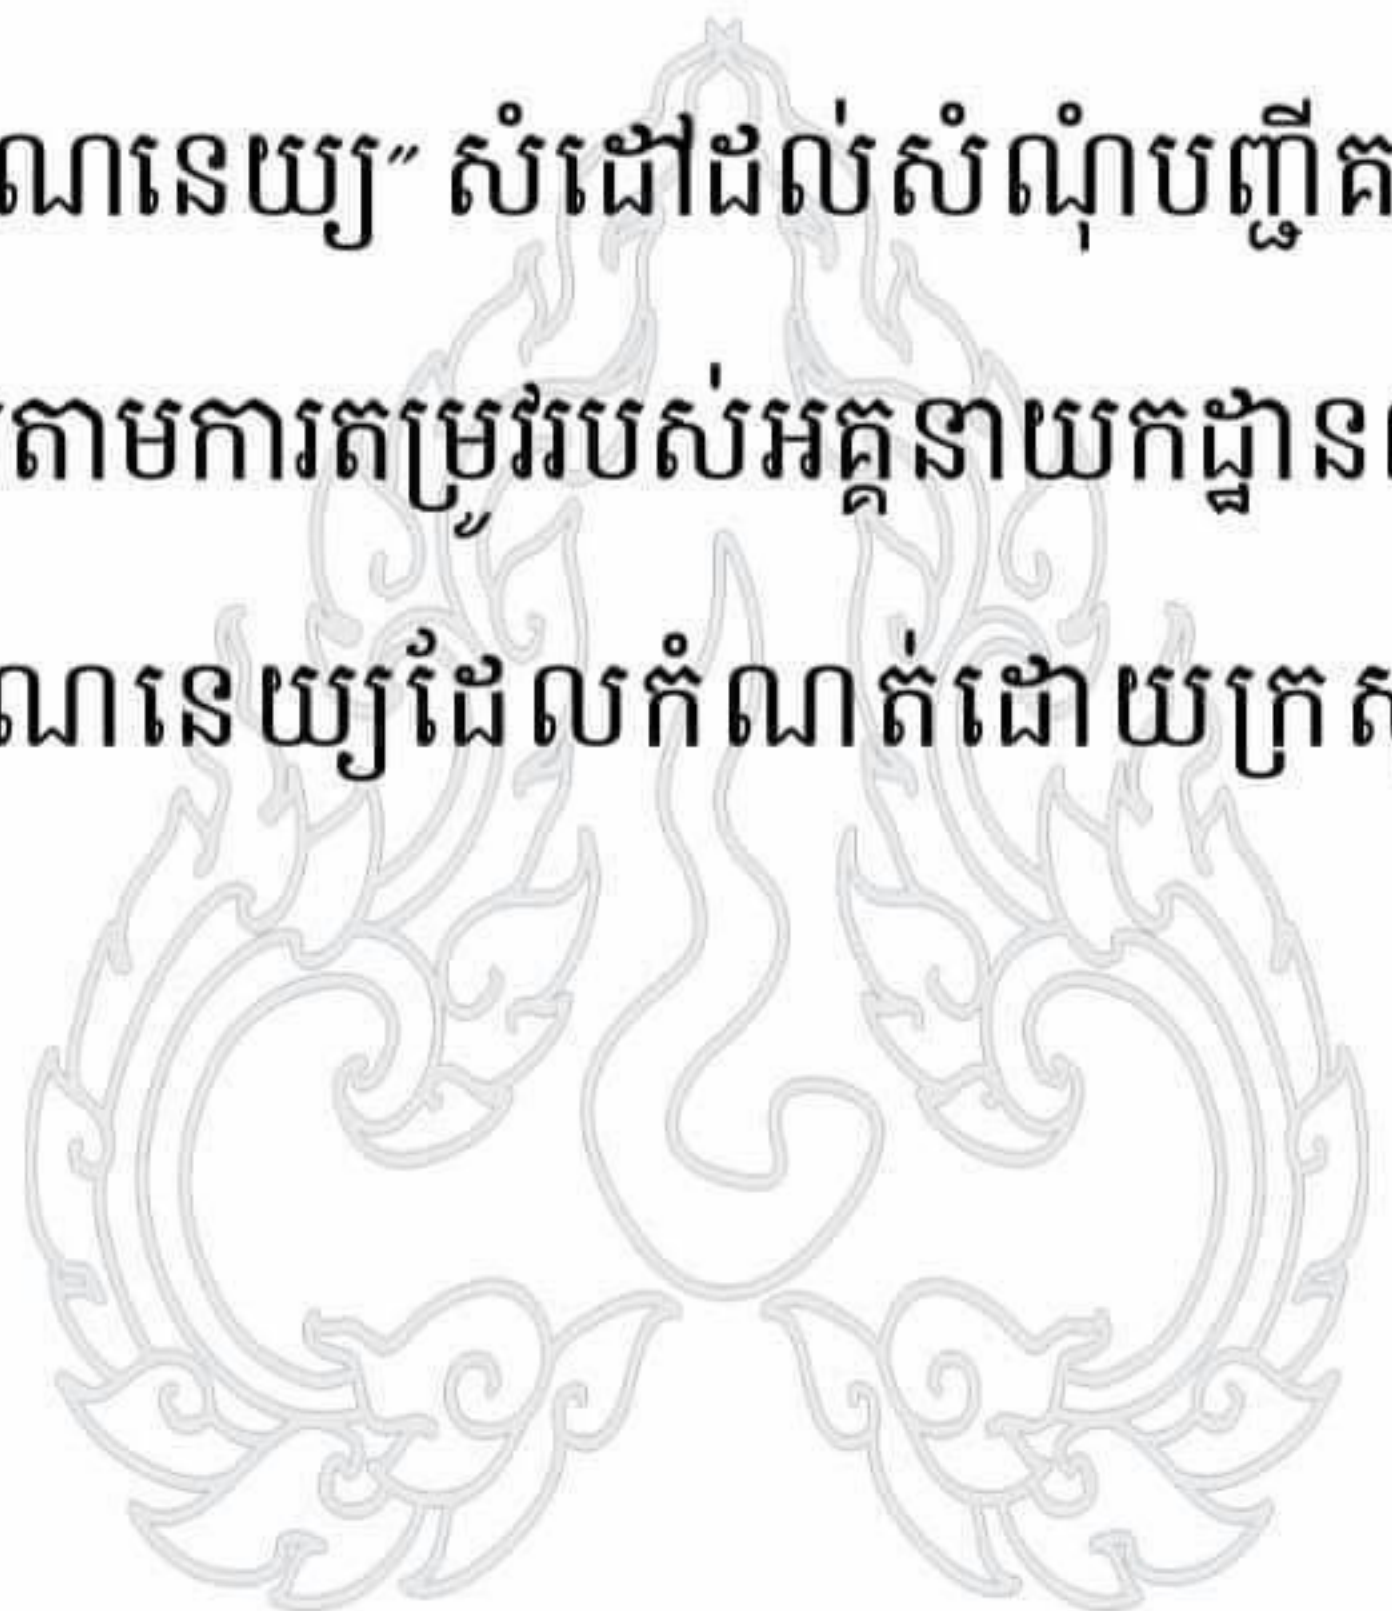 ណនេយ្យ” សំដៅដល់សំណុំបញ្ជីគ
តាមការតម្រូវរបស់អគ្គនាយកដ្ឋាន
ណនេយ្យដែលកំណត់ដោយក្រស